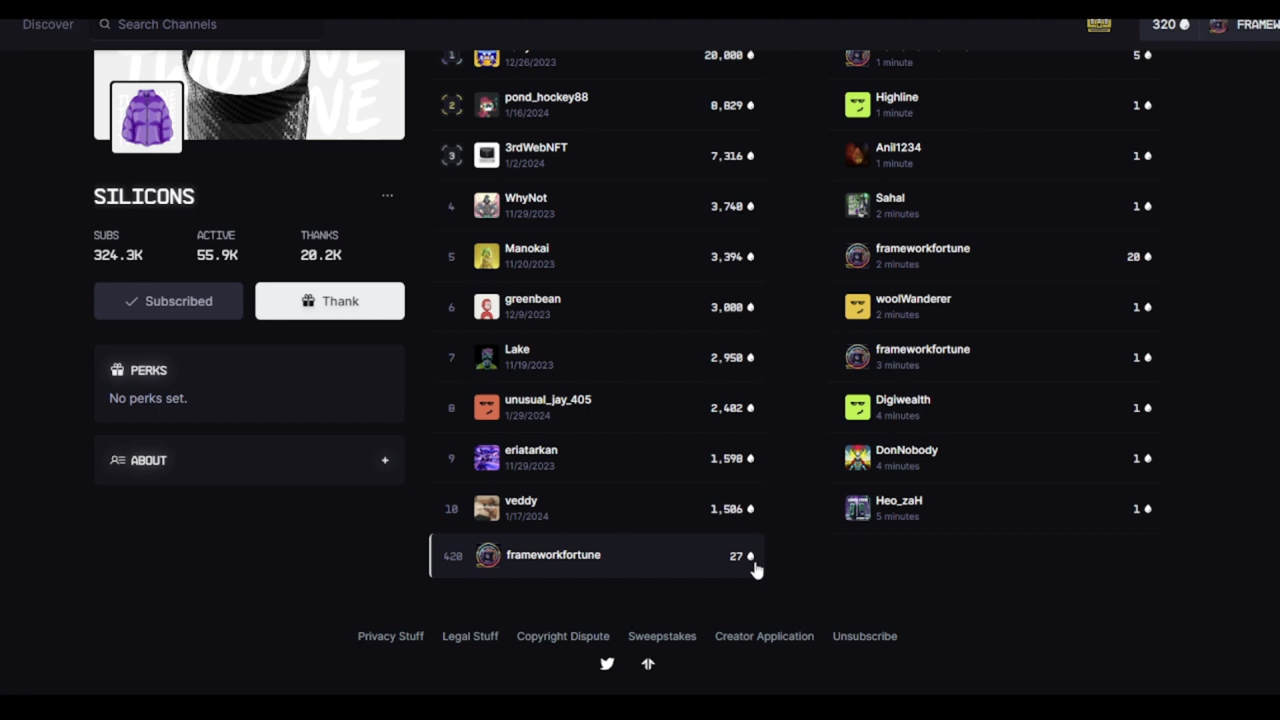 Discover
Search Channels
320
FRAMEW
TWO:ONE
NE
SILICONS
...
SUBS
ACTIVE
THANKS
324.3K
55.9K
20.2K
Subscribed
Thank
PERKS
No perks set.
ABOUT
+
1
12/26/2023
20,000
2
pond_hockey88
1/16/2024
8,829
3
3rdWebNFT
1/2/2024
7,316
4
WhyNot
11/29/2023
3,740
5
Manokai
11/20/2023
3,394
6
greenbean
12/9/2023
3,000
7
Lake
11/19/2023
2,950
8
unusual_jay_405
1/29/2024
2,402
9
eriatarkan
11/29/2023
1,590
10
veddy
1/17/2024
1,506
420
frameworkfortune
27
1 minute
5
Highline
1 minute
1
Anil1234
1 minute
1
Sahal
2 minutes
1
frameworkfortune
2 minutes
20
woolWanderer
2 minutes
1
frameworkfortune
3 minutes
1
Digiwealth
4 minutes
1
DonNobody
4 minutes
1
Heo_zaH
5 minutes
1
Privacy Stuff
Legal Stuff
Copyright Dispute
Sweepstakes
Creator Application
Unsubscribe